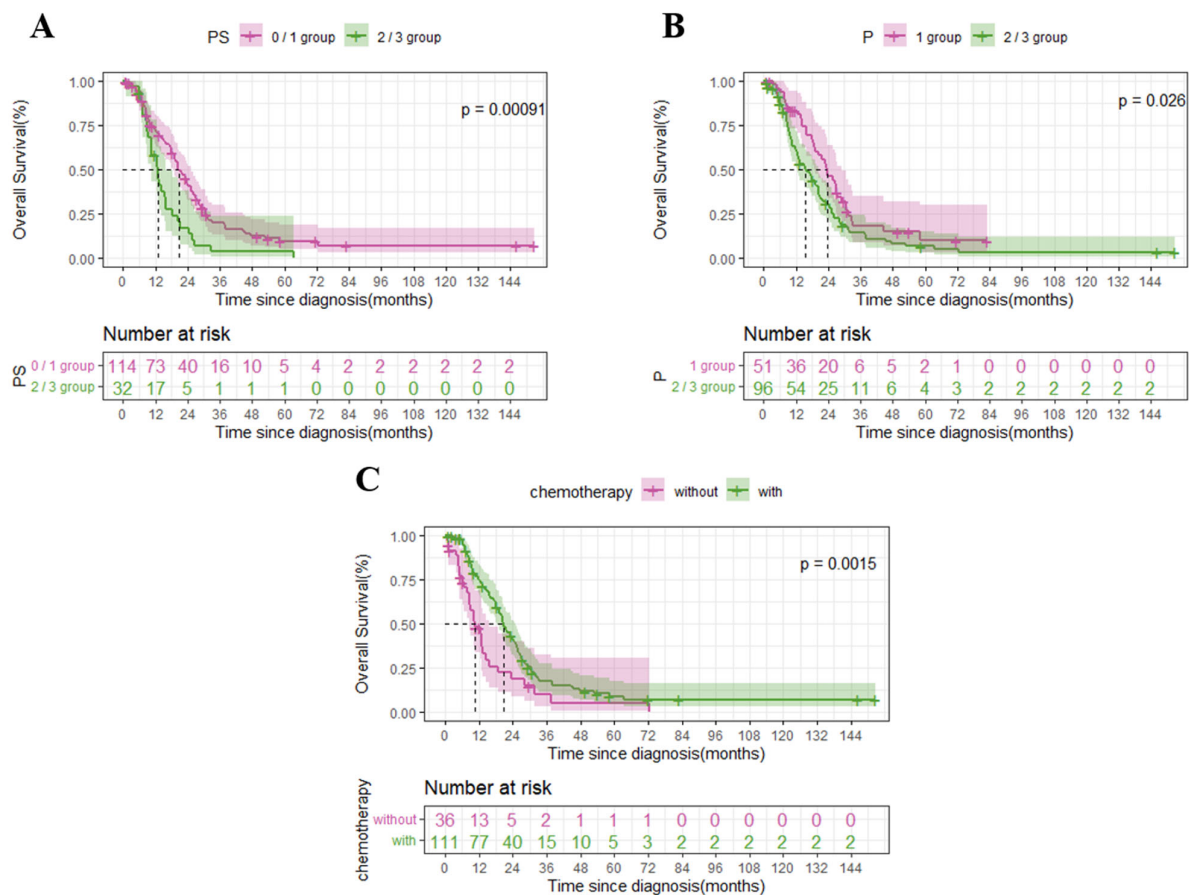 A
PS 0 / 1 group 2 / 3 group
Overall Survival(%)
1.00
0.75
0.50
0.25
0.00
p = 0.00091
0 12 24 36 48 60 72 84 96 108 120 132 144
Time since diagnosis(months)
Number at risk
PS
0 / 1 group 114 73 40 16 10 5 4 2 2 2 2 2 2
2 / 3 group 32 17 5 1 1 1 0 0 0 0 0 0 0
0 12 24 36 48 60 72 84 96 108 120 132 144
Time since diagnosis(months)
B
P 1 group 2 / 3 group
Overall Survival(%)
1.00
0.75
0.50
0.25
0.00
p = 0.026
0 12 24 36 48 60 72 84 96 108 120 132 144
Time since diagnosis(months)
Number at risk
P
1 group 51 36 20 6 5 2 1 0 0 0 0 0 0
2 / 3 group 96 54 25 11 6 4 3 2 2 2 2 2 2
0 12 24 36 48 60 72 84 96 108 120 132 144
Time since diagnosis(months)
C
chemotherapy without with
Overall Survival(%)
1.00
0.75
0.50
0.25
0.00
p = 0.0015
0 12 24 36 48 60 72 84 96 108 120 132 144
Time since diagnosis(months)
Number at risk
chemotherapy
without 36 13 5 2 1 1 1 0 0 0 0 0 0
with 111 77 40 15 10 5 3 2 2 2 2 2 2
0 12 24 36 48 60 72 84 96 108 120 132 144
Time since diagnosis(months)